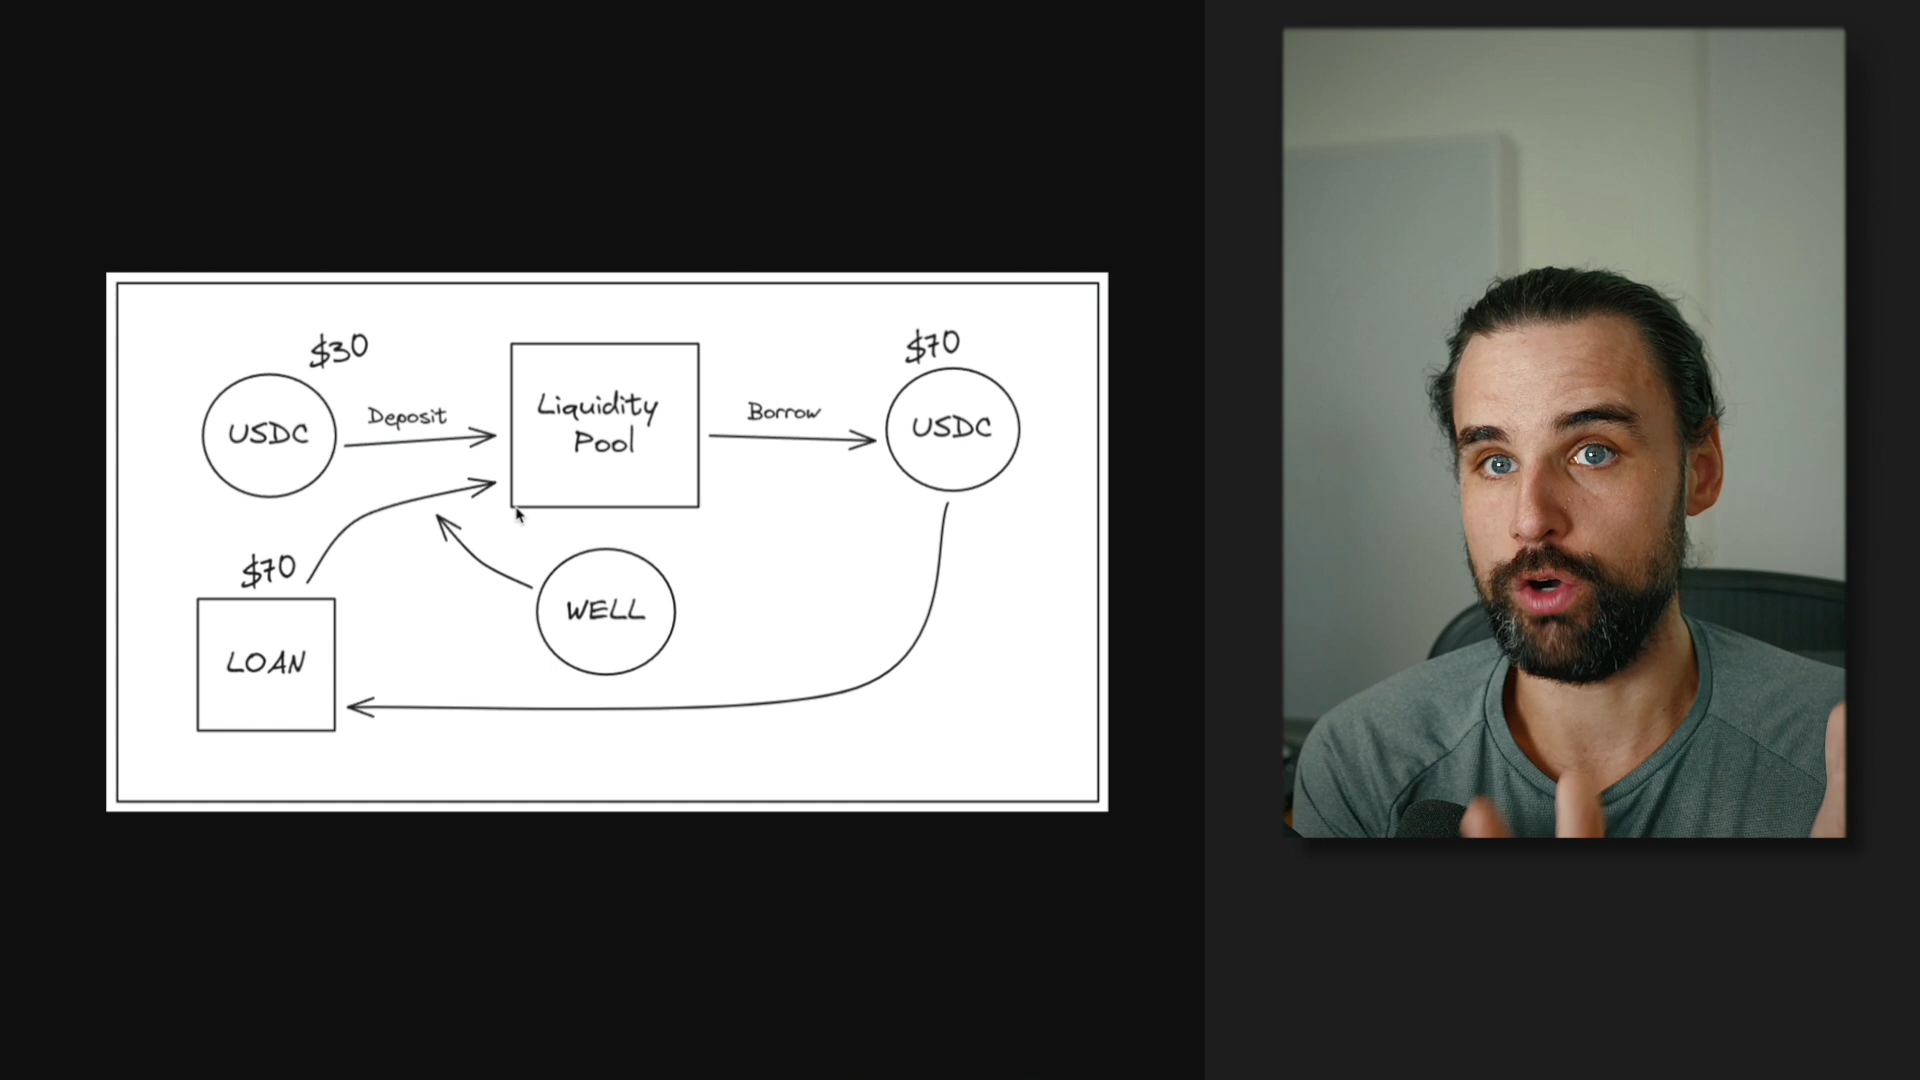 $30
$70
USDC
Deposit
Liquidity
Pool
Borrow
USDC
$70
WELL
LOAN